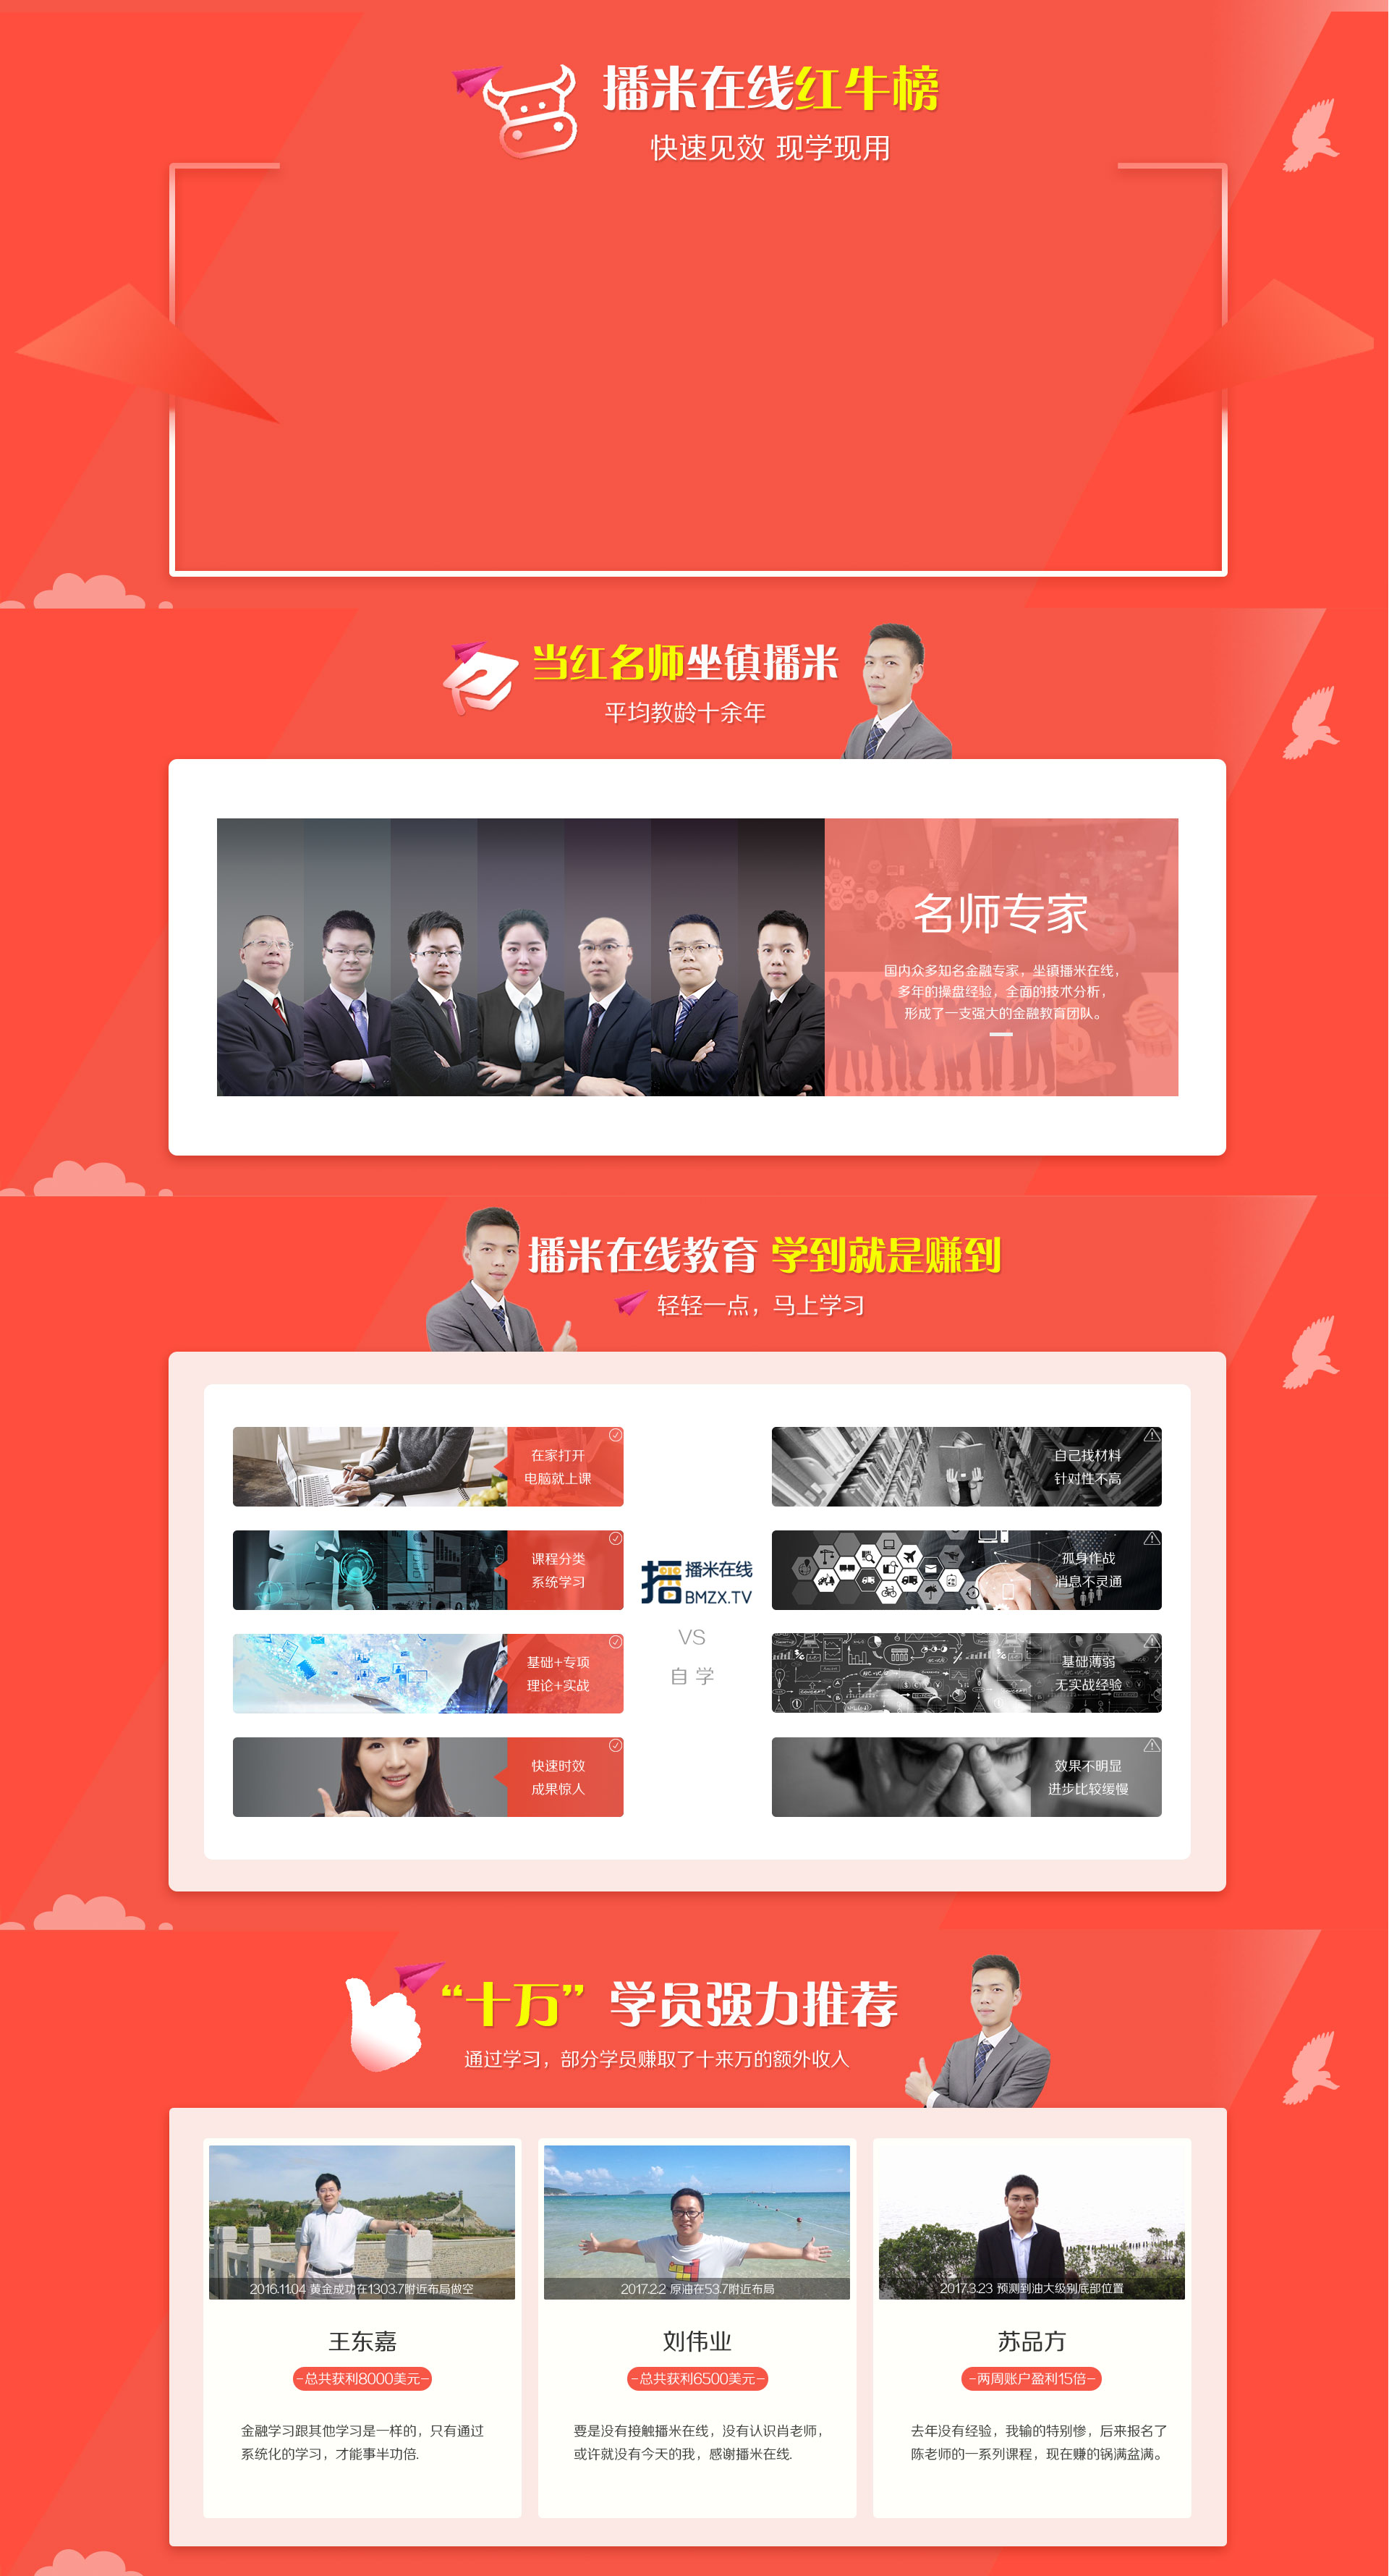 播米在线红牛榜
快速见效 现学现用
当红名师坐镇播米
平均教龄十余年
名师专家
国内众多知名金融专家，坐镇播米在线，
多年的操盘经验，全面的技术分析，
形成了一支强大的金融教育团队。
播米在线教育 学到就是赚到
轻轻一点，马上学习
在家打开
电脑就上课
课程分类
系统学习
基础+专项
理论+实战
快速时效
成果惊人
播米在线
BMZX.TV
VS
自 学
自己找材料
针对性不高
孤身作战
消息不灵通
基础薄弱
无实战经验
效果不明显
进步比较缓慢
“十万” 学员强力推荐
通过学习，部分学员赚取了十来万的额外收入
2016.11.04 黄金成功在1303.7附近布局做空
王东嘉
-总共获利8000美元-
金融学习跟其他学习是一样的，只有通过
系统化的学习，才能事半功倍.
2017.2.2 原油在53.7附近布局
刘伟业
-总共获利6500美元-
要是没有接触播米在线，没有认识肖老师，
或许就没有今天的我，感谢播米在线.
2017.3.23 预测到油大级别底部位置
苏品方
-两周账户盈利15倍-
去年没有经验，我输的特别惨，后来报名了
陈老师的一系列课程，现在赚的锅满盆满。